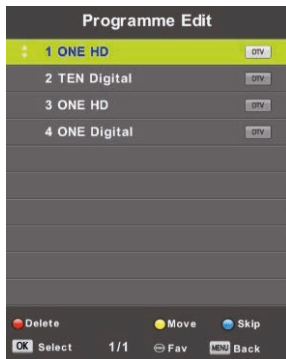 Programme Edit
1 ONE HD DTV
2 TEN Digital DTV
3 ONE HD DTV
4 ONE Digital DTV
Delete Move Skip
OK Select 1/1 Fav MENU Back